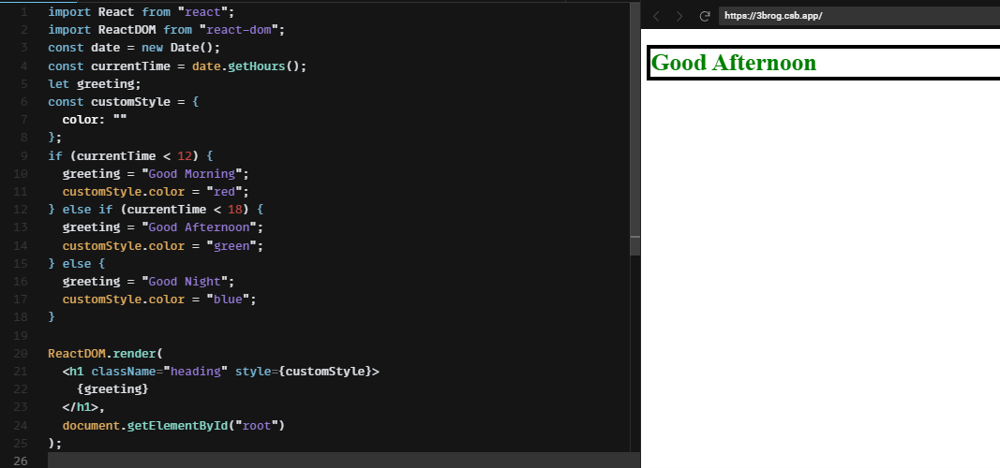 1 import React from "react";
2 import ReactDOM from "react-dom";
3 const date = new Date();
4 const currentTime = date.getHours();
5 let greeting;
6 const customStyle = {
7   color: ""
8 };
9 if (currentTime < 12) {
10   greeting = "Good Morning";
11   customStyle.color = "red";
12 } else if (currentTime < 18) {
13   greeting = "Good Afternoon";
14   customStyle.color = "green";
15 } else {
16   greeting = "Good Night";
17   customStyle.color = "blue";
18 }
19
20 ReactDOM.render(
21   <h1 className="heading" style={customStyle}>
22     {greeting}
23   </h1>,
24   document.getElementById("root")
25 );
26
https://3brog.csb.app/
Good Afternoon